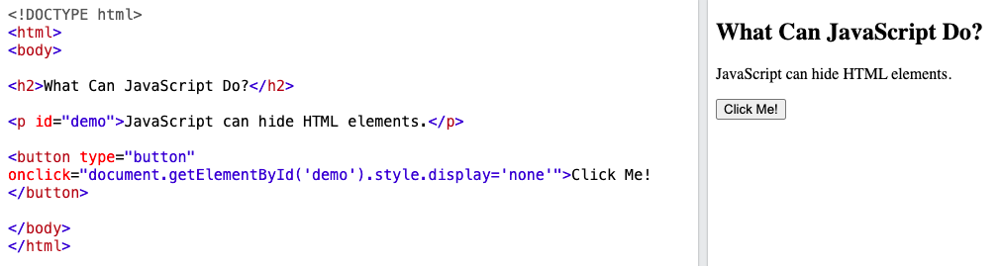 <!DOCTYPE html>
<html>
<body>
<h2>What Can JavaScript Do?</h2>
<p id="demo">JavaScript can hide HTML elements.</p>
<button type="button"
onclick="document.getElementById('demo').style.display='none'">Click Me!
</button>
</body>
</html>
What Can JavaScript Do?
JavaScript can hide HTML elements.
Click Me!